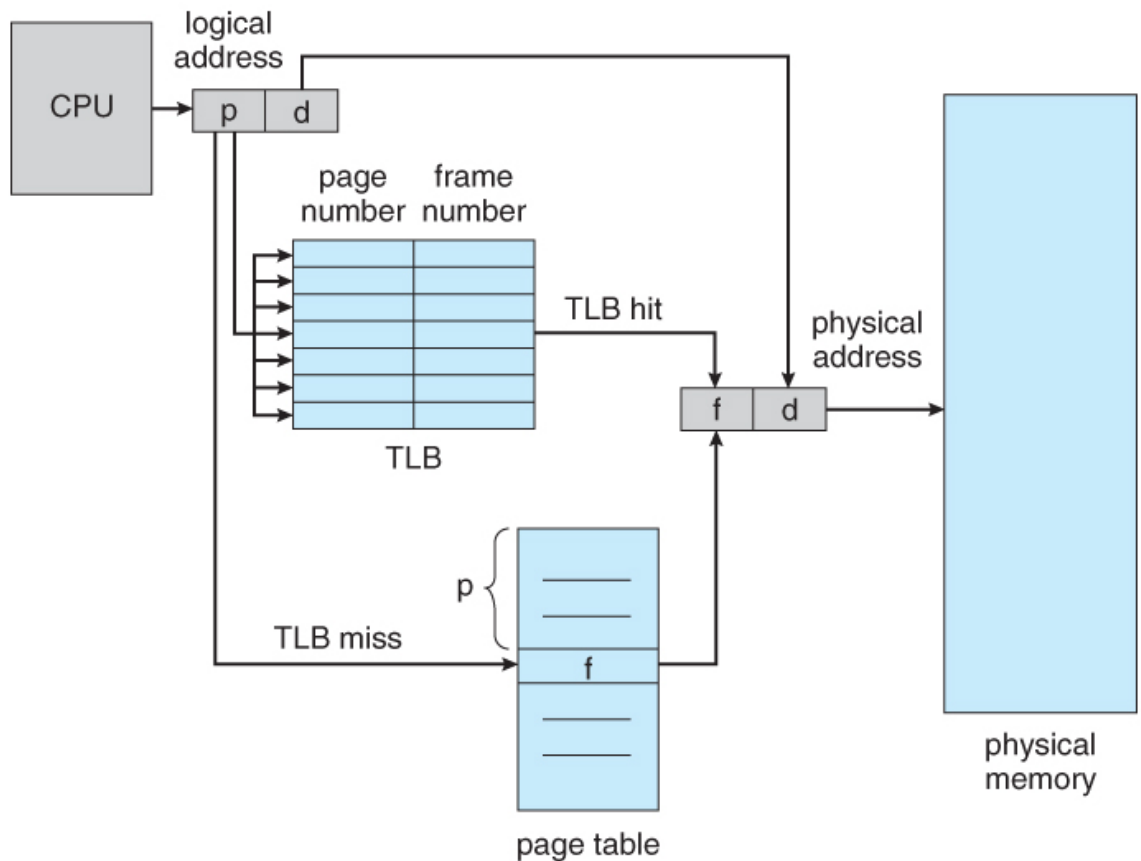 logical
address
CPU
p
d
page
number
frame
number
TLB hit
physical
address
f
d
TLB
p
TLB miss
f
physical
memory
page table